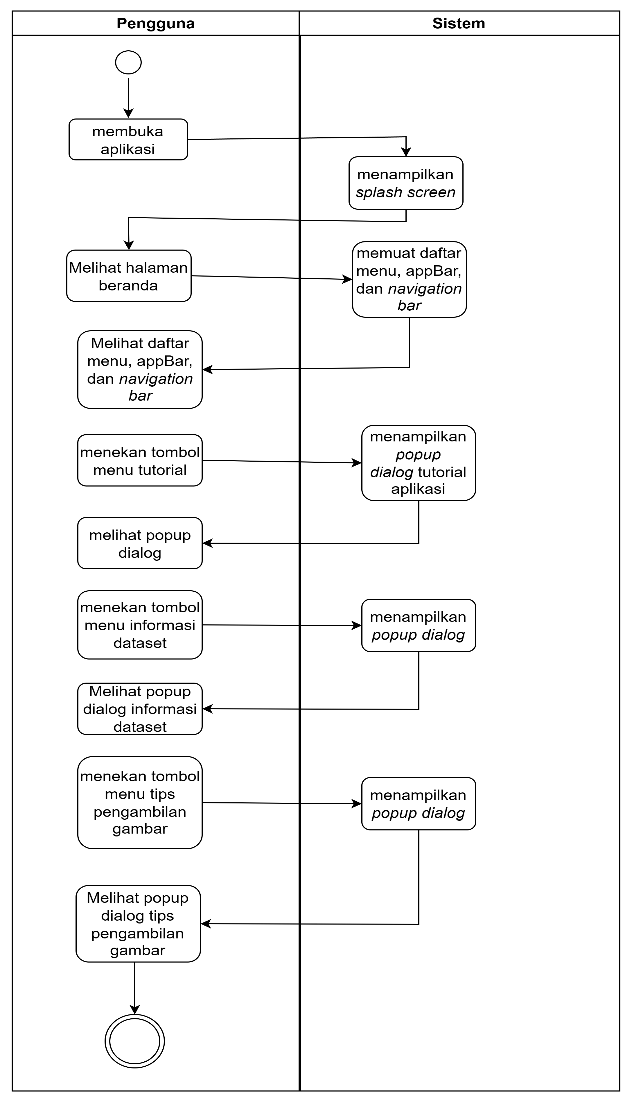 Pengguna
Sistem
membuka
aplikasi
menampilkan
splash screen
Melihat halaman
beranda
memuat daftar
menu, appBar,
dan navigation
bar
Melihat daftar
menu, appBar,
dan navigation
bar
menekan tombol
menu tutorial
menampilkan
popup
dialog tutorial
aplikasi
melihat popup
dialog
menekan tombol
menu informasi
dataset
menampilkan
popup dialog
Melihat popup
dialog informasi
dataset
menekan tombol
menu tips
pengambilan
gambar
menampilkan
popup dialog
Melihat popup
dialog tips
pengambilan
gambar